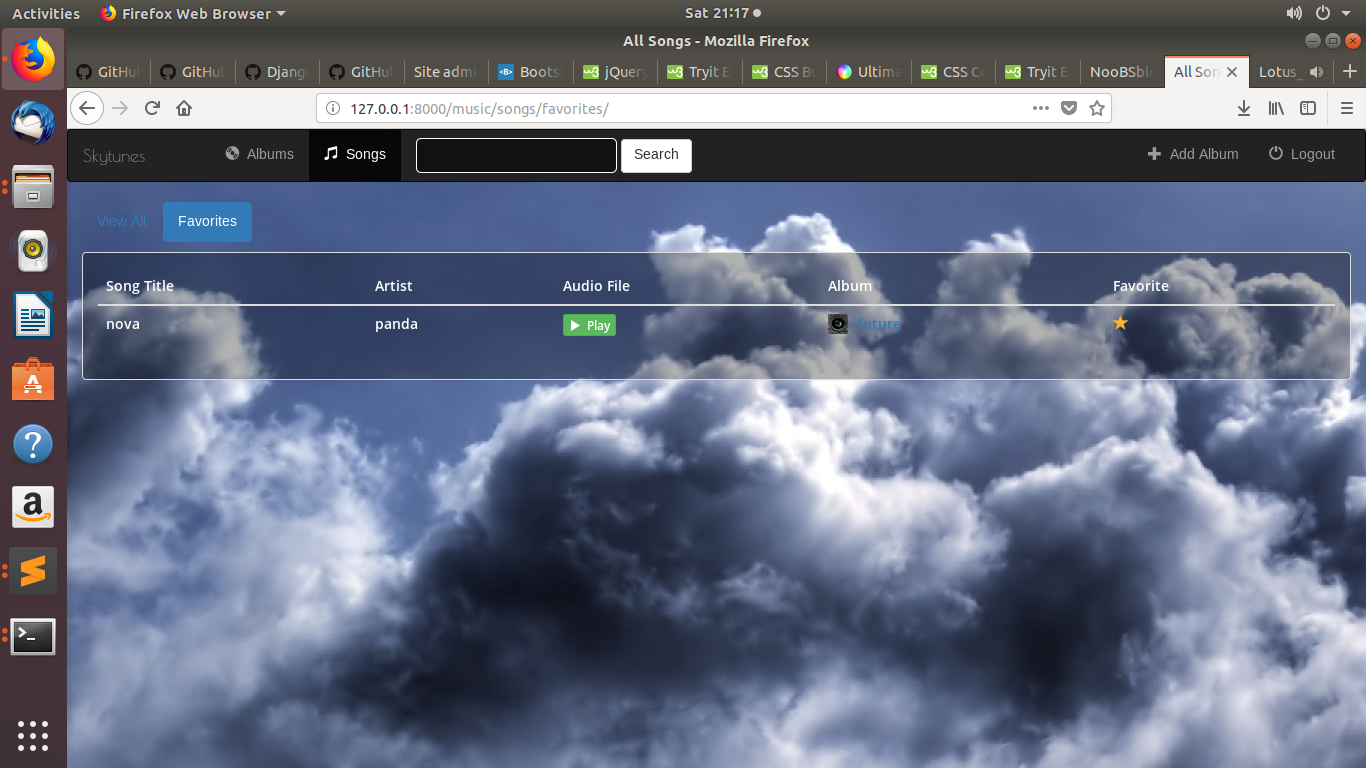 Activities Firefox Web Browser Sat 21:17
All Songs - Mozilla Firefox
GitHu GitHu Djang GitHu Site adm Boots jQuery Tryit E CSS Bu Ultima CSS Co Tryit E NooBSblo All Son Lotus_
127.0.0.1:8000/music/songs/favorites/
Skytunes Albums Songs Search Add Album Logout
View All Favorites
Song Title Artist Audio File Album Favorite
nova panda Play future